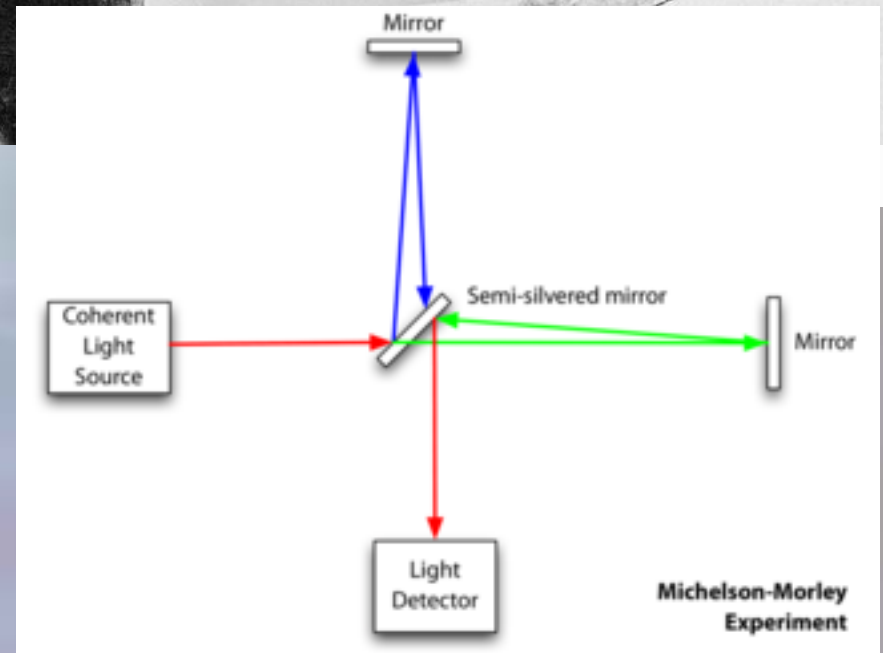 Mirror
Semi-silvered mirror
Coherent
Light
Source
Mirror
Light
Detector
Michelson-Morley
Experiment